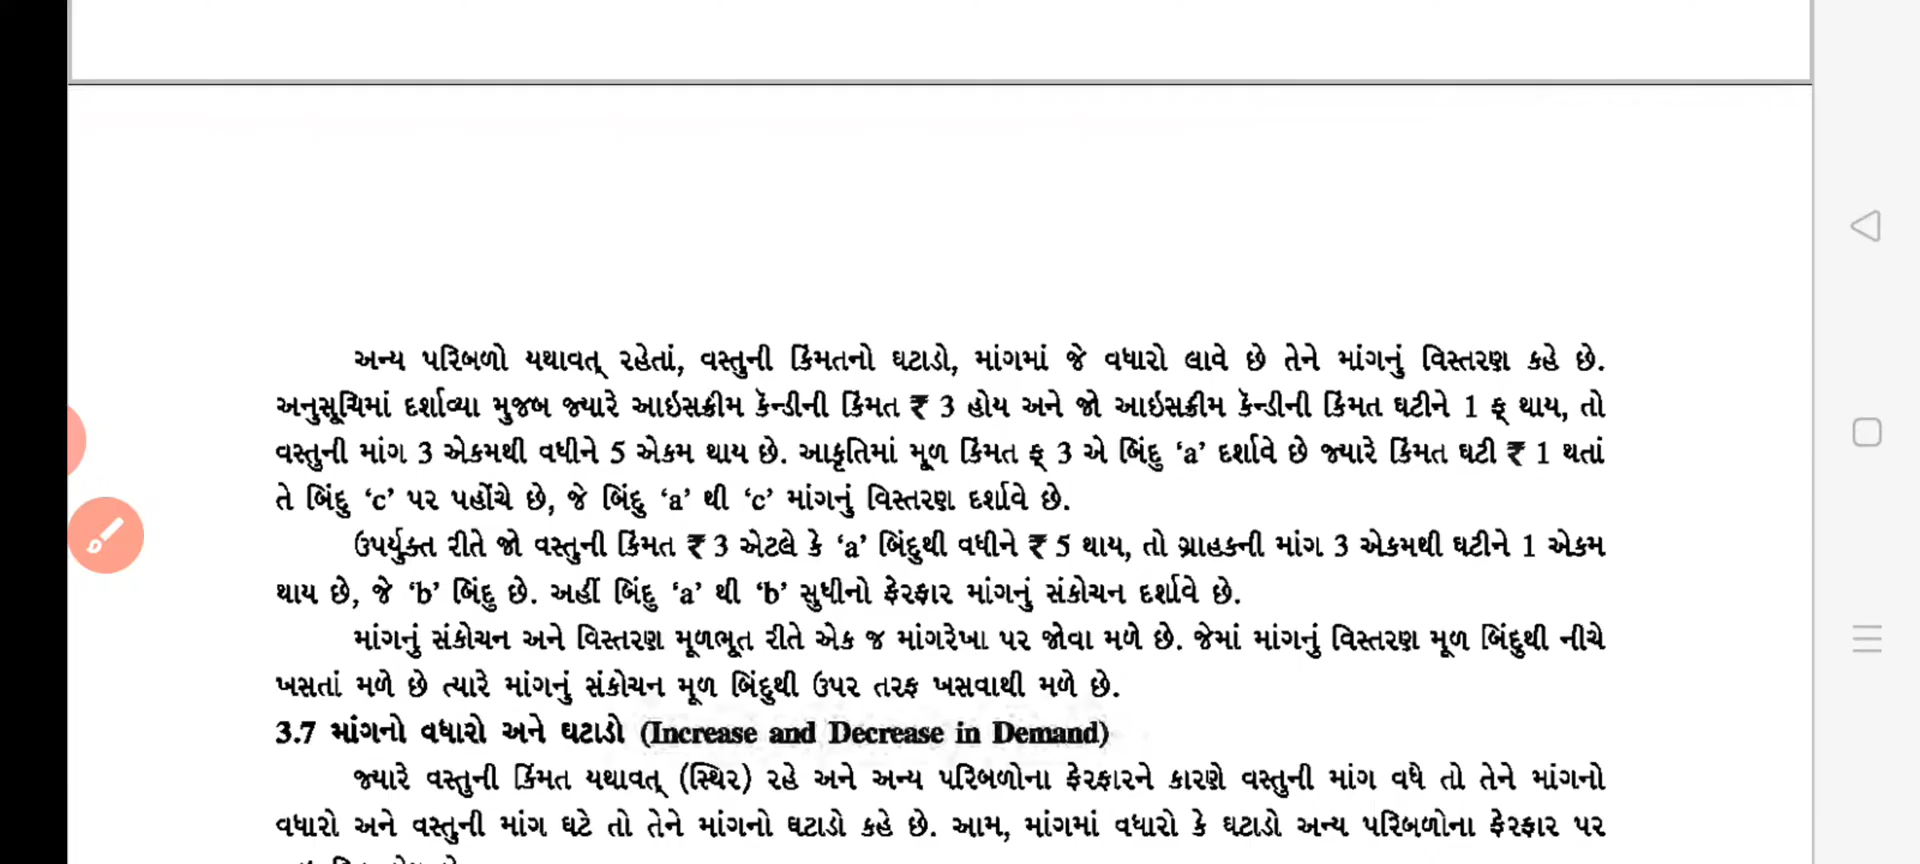 અન્ય પરિબળો યથાવત્ રહેતાં, વસ્તુની કિંમતનો ઘટાડો, માંગમાં જે વધારો લાવે છે તેને માંગનું વિસ્તરણ કહે છે.
અનુસૂચિમાં દર્શાવ્યા મુજબ જ્યારે આઇસક્રીમ કૅન્ડીની કિંમત ₹ 3 હોય અને જો આઇસક્રીમ કૅન્ડીની કિંમત ઘટીને 1 ફ્ થાય, તો
વસ્તુની માંગ 3 એકમથી વધીને 5 એકમ થાય છે. આકૃતિમાં મૂળ કિંમત ફ્ 3 એ બિંદુ ‘a’ દર્શાવે છે જ્યારે કિંમત ઘટી ₹ 1 થતાં
તે બિંદુ ‘c’ પર પહોંચે છે, જે બિંદુ ‘a’ થી ‘c’ માંગનું વિસ્તરણ દર્શાવે છે.
ઉપર્યુક્ત રીતે જો વસ્તુની કિંમત ₹ 3 એટલે કે ‘a’ બિંદુથી વધીને ₹ 5 થાય, તો ગ્રાહકની માંગ 3 એકમથી ઘટીને 1 એકમ
થાય છે, જે ‘b’ બિંદુ છે. અહીં બિંદુ ‘a’ થી ‘b’ સુધીનો ફેરફાર માંગનું સંકોચન દર્શાવે છે.
માંગનું સંકોચન અને વિસ્તરણ મૂળભૂત રીતે એક જ માંગરેખા પર જોવા મળે છે. જેમાં માંગનું વિસ્તરણ મૂળ બિંદુથી નીચે
ખસતાં મળે છે ત્યારે માંગનું સંકોચન મૂળ બિંદુથી ઉપર તરફ ખસવાથી મળે છે.
3.7 માંગનો વધારો અને ઘટાડો (Increase and Decrease in Demand)
જ્યારે વસ્તુની કિંમત યથાવત્ (સ્થિર) રહે અને અન્ય પરિબળોના ફેરફારને કારણે વસ્તુની માંગ વધે તો તેને માંગનો
વધારો અને વસ્તુની માંગ ઘટે તો તેને માંગનો ઘટાડો કહે છે. આમ, માંગમાં વધારો કે ઘટાડો અન્ય પરિબળોના ફેરફાર પર